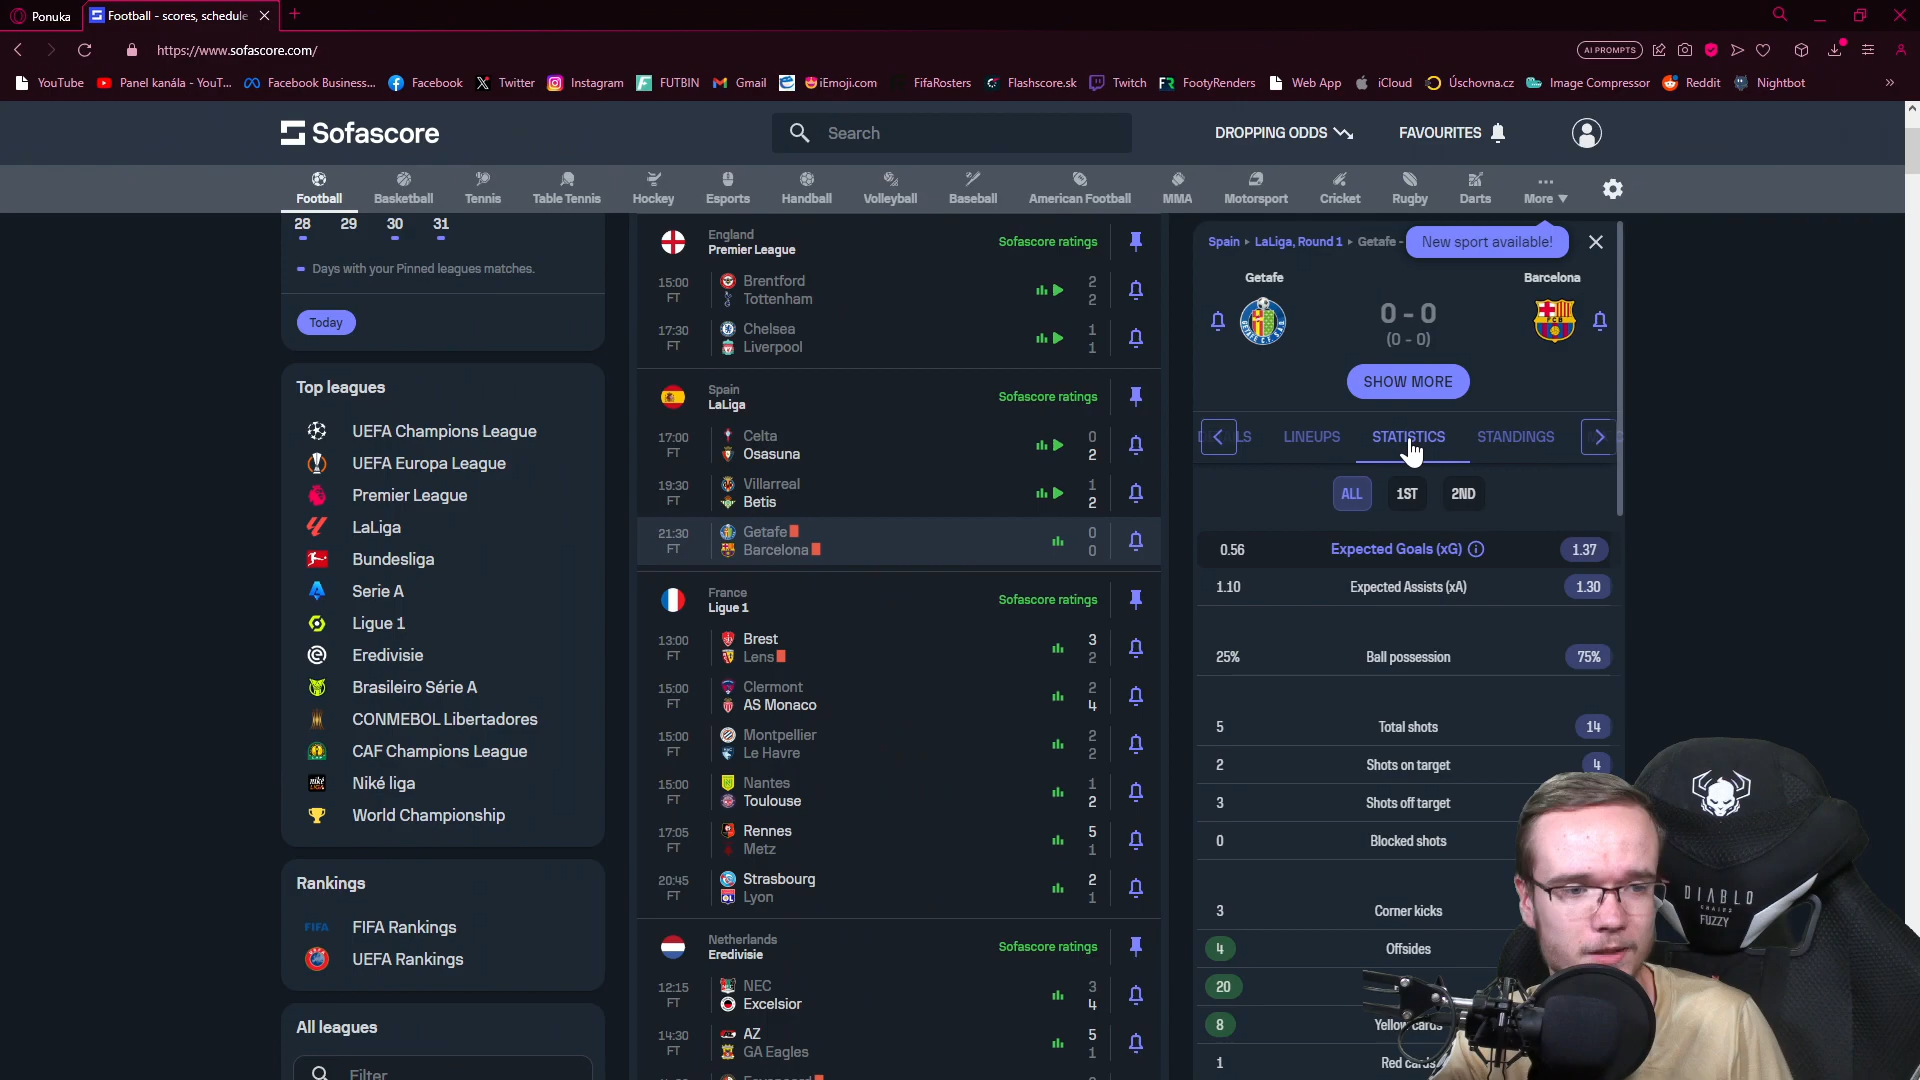 Ponuka
Football - scores, schedule
https://www.sofascore.com/
AI PROMPTS
YouTube
Panel kanála - YouT...
Facebook Business...
Facebook
Twitter
Instagram
FUTBIN
Gmail
iEmoji.com
FifaRosters
Flashscore.sk
Twitch
FootyRenders
Web App
iCloud
Úschovna.cz
Image Compressor
Reddit
Nightbot
Sofascore
Search
DROPPING ODDS
FAVOURITES
Football
Basketball
Tennis
Table Tennis
Hockey
Esports
Handball
Volleyball
Baseball
American Football
MMA
Motorsport
Cricket
Rugby
Darts
More
28 29 30 31
Days with your Pinned leagues matches.
Today
Top leagues
UEFA Champions League
UEFA Europa League
Premier League
LaLiga
Bundesliga
Serie A
Ligue 1
Eredivisie
Brasileiro Série A
CONMEBOL Libertadores
CAF Champions League
Niké liga
World Championship
Rankings
FIFA FIFA Rankings
UEFA Rankings
All leagues
Filter
England
Premier League
Sofascore ratings
15:00 Brentford 2
FT Tottenham 2
17:30 Chelsea 1
FT Liverpool 1
Spain
LaLiga
Sofascore ratings
17:00 Celta 0
FT Osasuna 2
19:30 Villarreal 1
FT Betis 2
21:30 Getafe 0
FT Barcelona 0
France
Ligue 1
Sofascore ratings
13:00 Brest 3
FT Lens 2
15:00 Clermont 2
FT AS Monaco 4
15:00 Montpellier 2
FT Le Havre 2
15:00 Nantes 1
FT Toulouse 2
17:05 Rennes 5
FT Metz 1
20:45 Strasbourg 2
FT Lyon 1
Netherlands
Eredivisie
Sofascore ratings
12:15 NEC 3
FT Excelsior 4
14:30 AZ 5
FT GA Eagles 1
Spain
LaLiga, Round 1
Getafe -
New sport available!
Getafe
Barcelona
0 - 0
(0 - 0)
SHOW MORE
LINEUPS
STATISTICS
STANDINGS
ALL
1ST
2ND
0.56 Expected Goals (xG) 1.37
1.10 Expected Assists (xA) 1.30
25% Ball possession 75%
5 Total shots 14
2 Shots on target 4
3 Shots off target
0 Blocked shots
3 Corner kicks
4 Offsides
20
8 Yellow cards
1 Red cards
DIABLO
CHAIRS
FUZZY